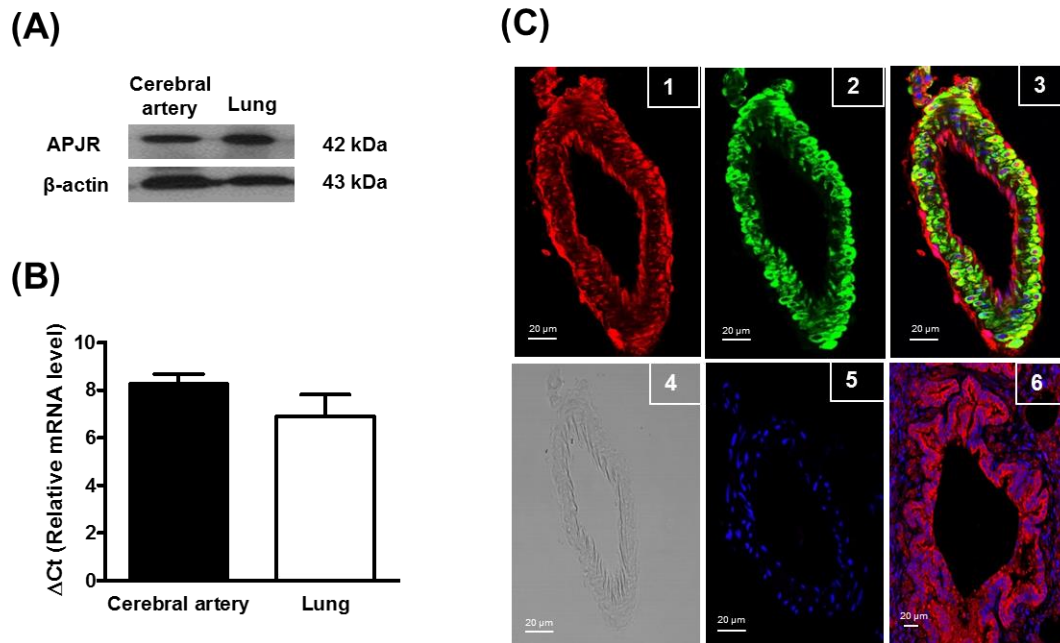 (A)
Cerebral
artery
Lung
APJR
42 kDa
β-actin
43 kDa
(B)
ΔCt (Relative mRNA level)
10
8
6
4
2
0
Cerebral artery
Lung
(C)
1
2
3
20 µm
20 µm
20 µm
4
5
6
20 µm
20 µm
20 µm